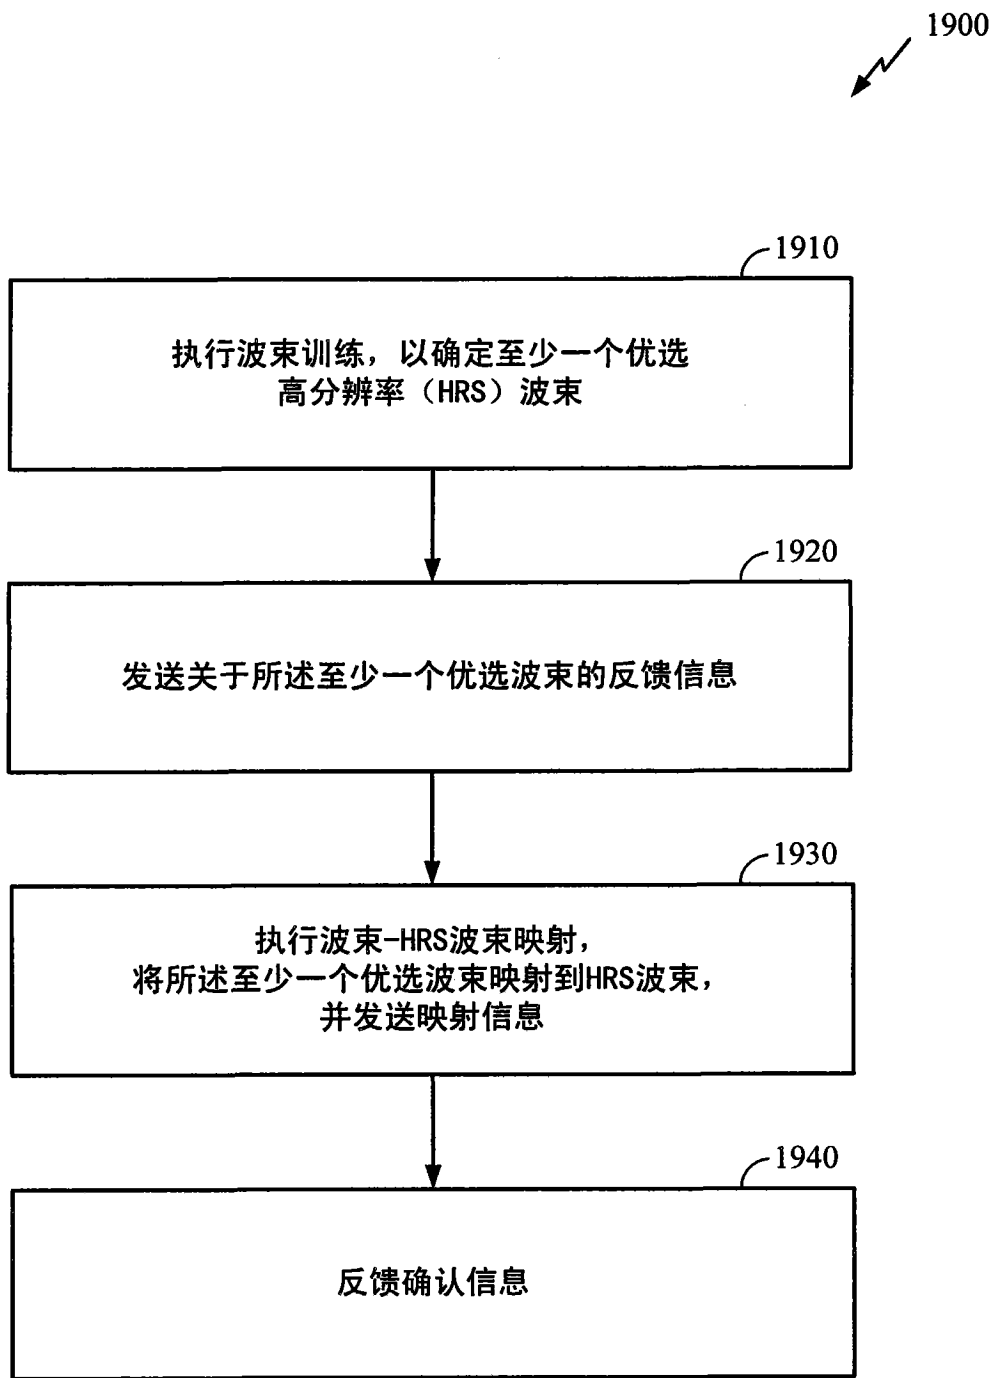 1900
1910
执行波束训练，以确定至少一个优选
高分辨率（HRS）波束
1920
发送关于所述至少一个优选波束的反馈信息
1930
执行波束-HRS波束映射，
将所述至少一个优选波束映射到HRS波束，
并发送映射信息
1940
反馈确认信息